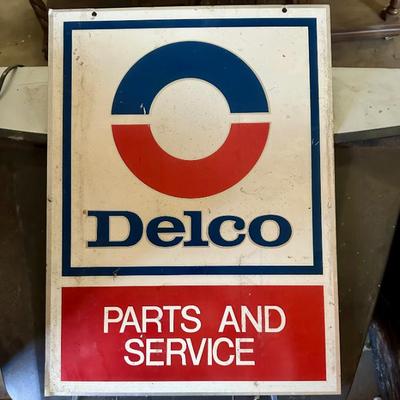 Delco
PARTS AND
SERVICE